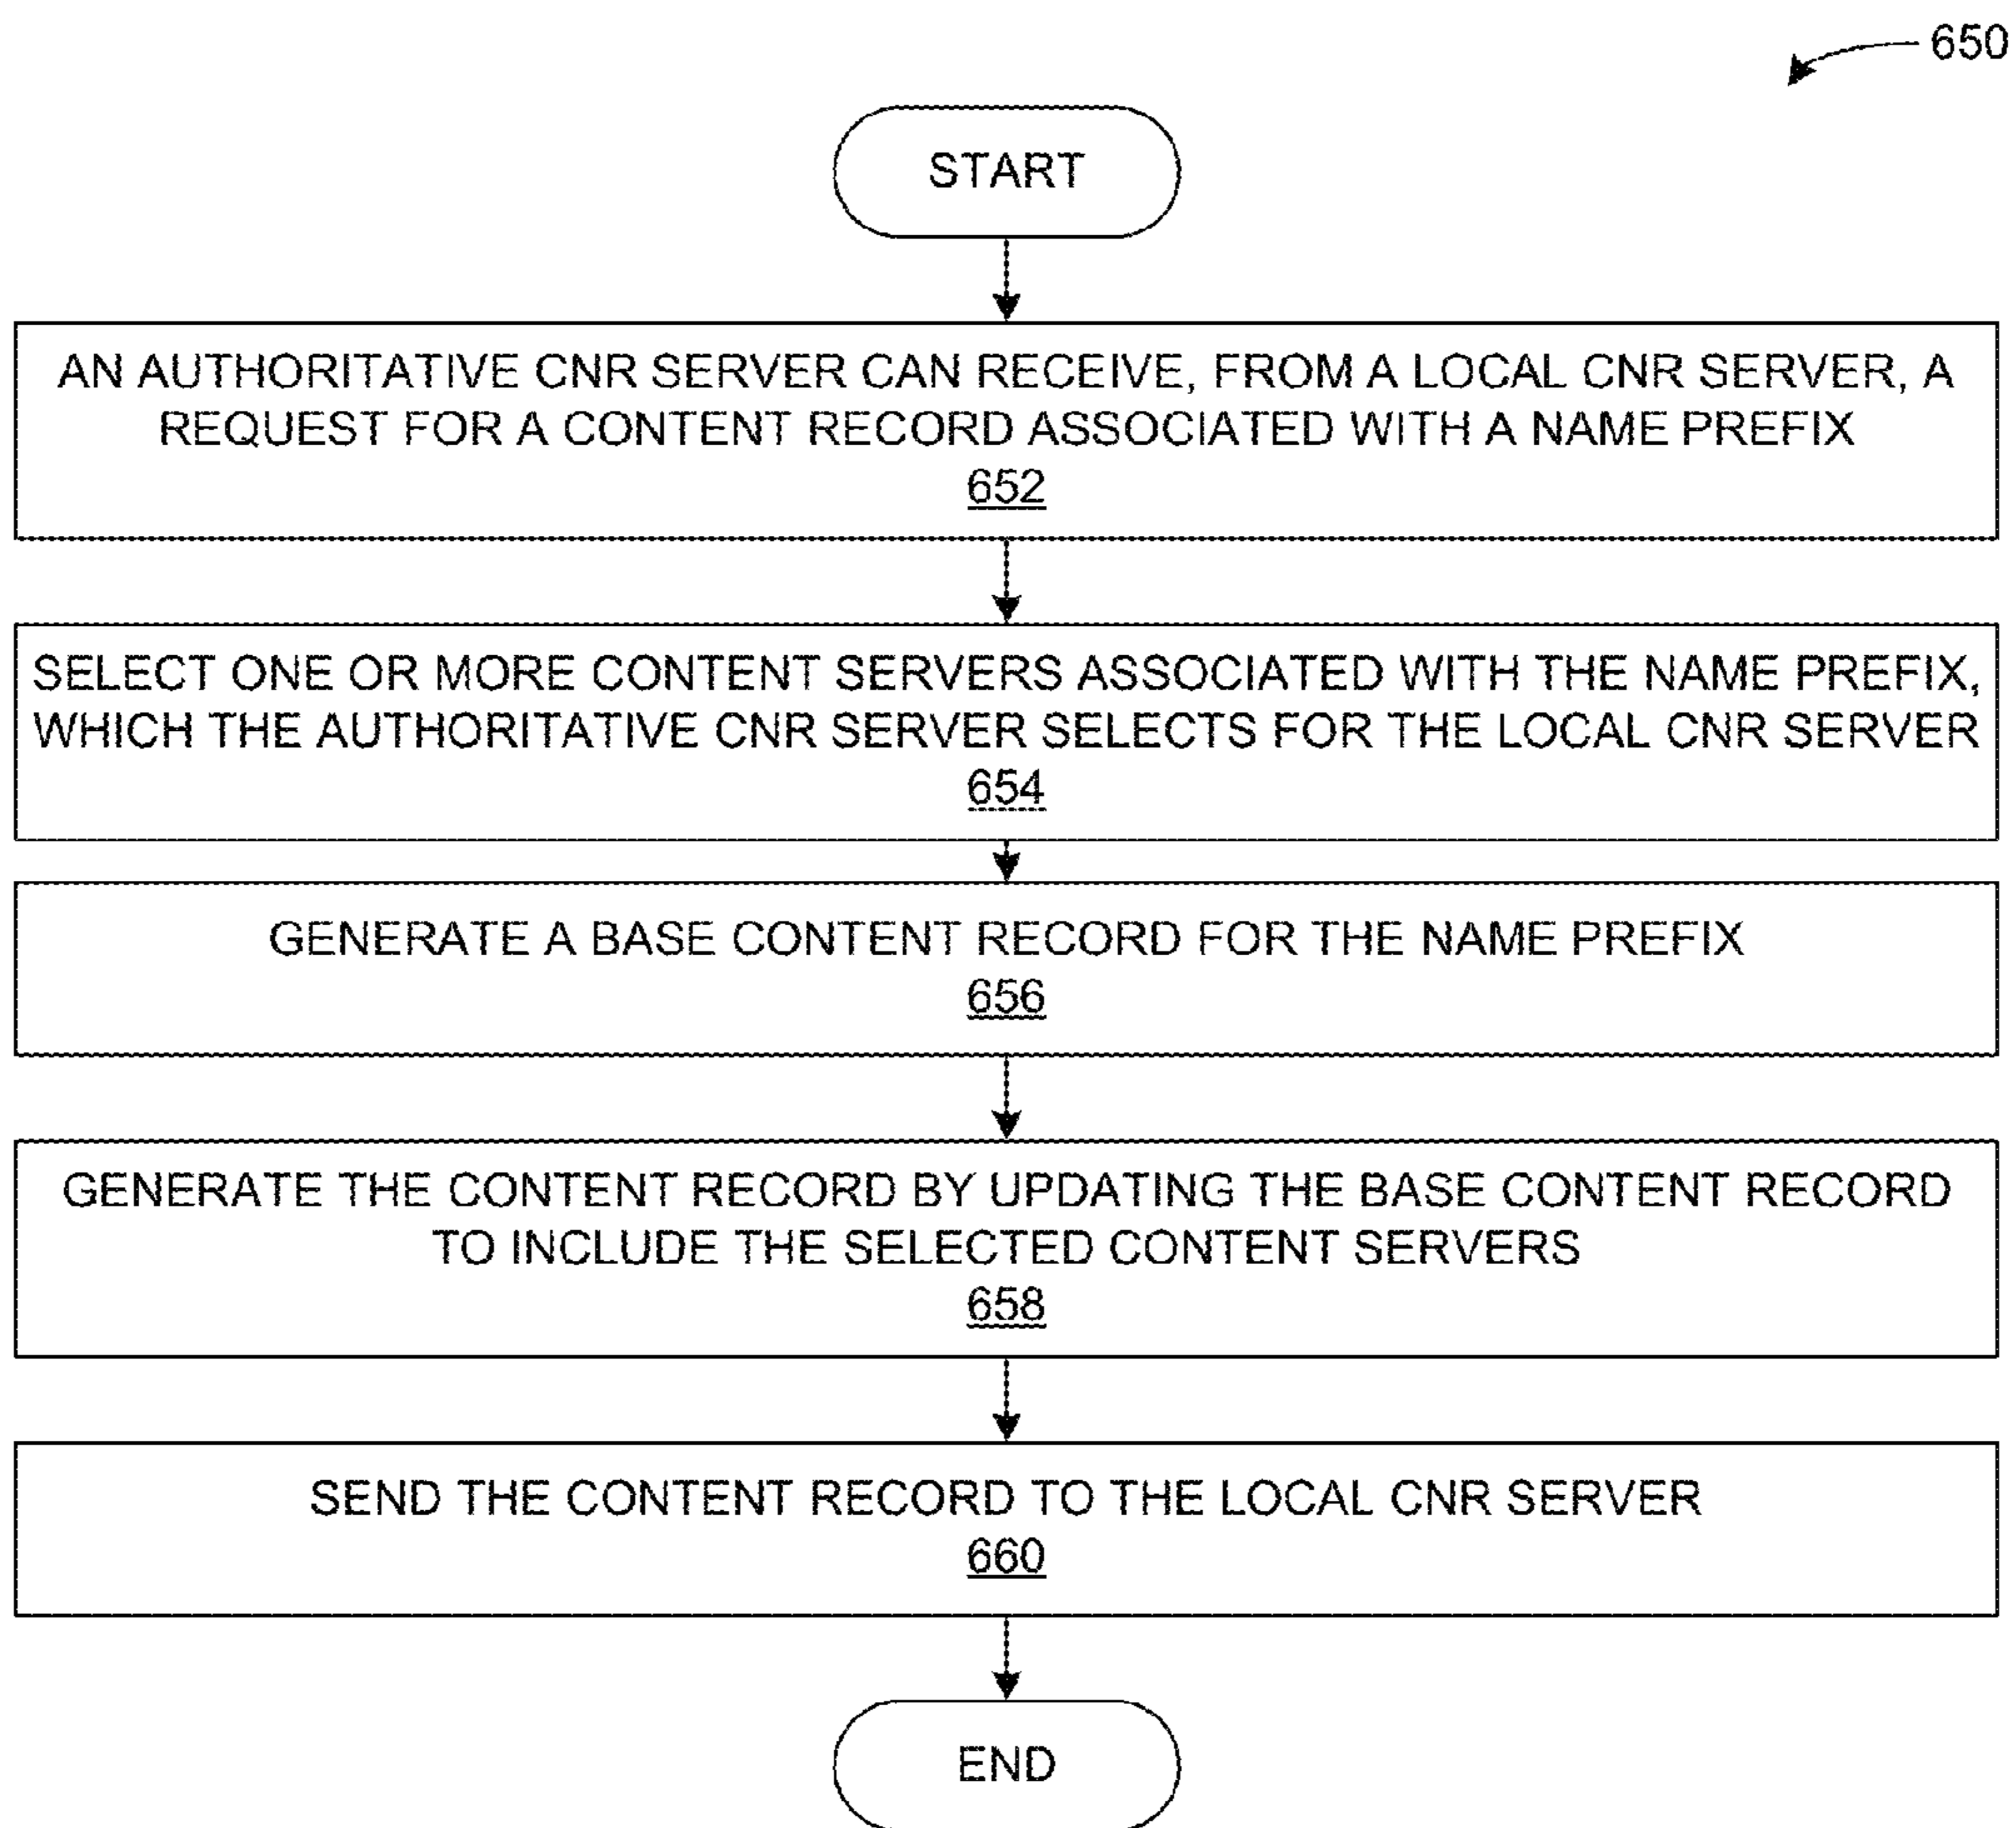 650
START
AN AUTHORITATIVE CNR SERVER CAN RECEIVE, FROM A LOCAL CNR SERVER, A
REQUEST FOR A CONTENT RECORD ASSOCIATED WITH A NAME PREFIX
652
SELECT ONE OR MORE CONTENT SERVERS ASSOCIATED WITH THE NAME PREFIX,
WHICH THE AUTHORITATIVE CNR SERVER SELECTS FOR THE LOCAL CNR SERVER
654
GENERATE A BASE CONTENT RECORD FOR THE NAME PREFIX
656
GENERATE THE CONTENT RECORD BY UPDATING THE BASE CONTENT RECORD
TO INCLUDE THE SELECTED CONTENT SERVERS
658
SEND THE CONTENT RECORD TO THE LOCAL CNR SERVER
660
END